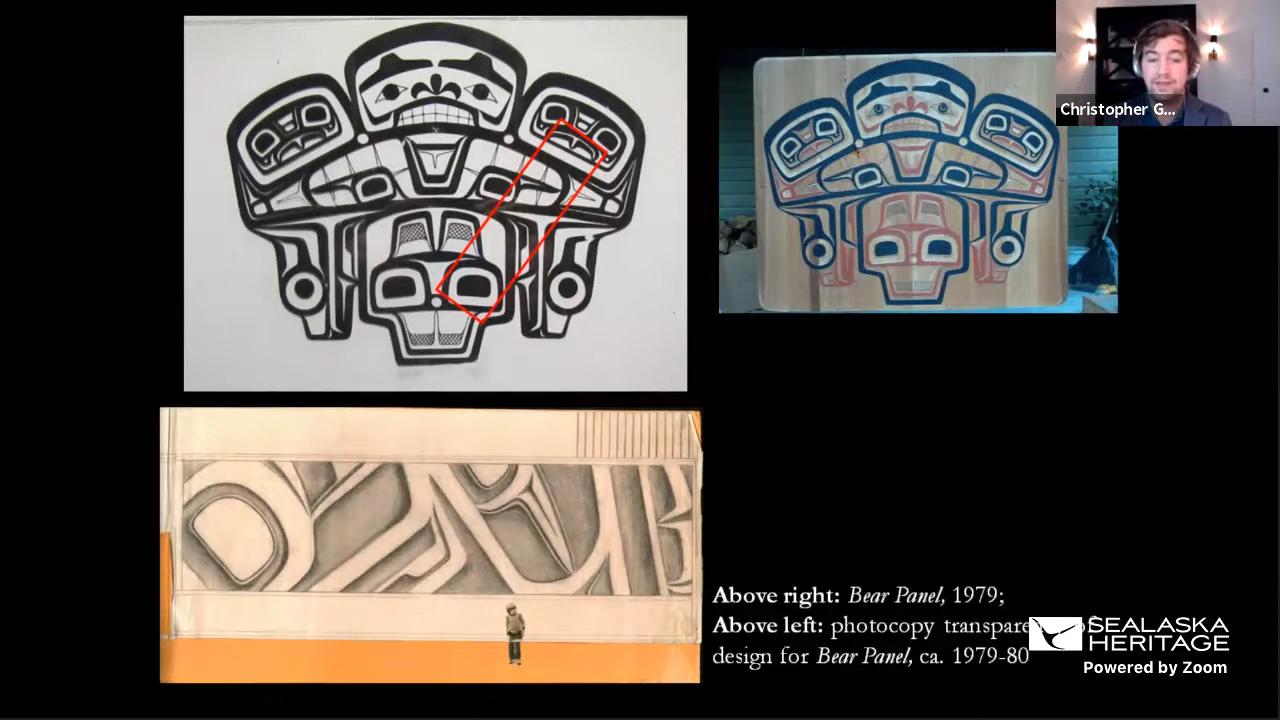 Christopher G...
Above right: Bear Panel, 1979;
Above left: photocopy
design for Bear Panel, ca. 1979-80
SEALASKA
HERITAGE
Powered by Zoom